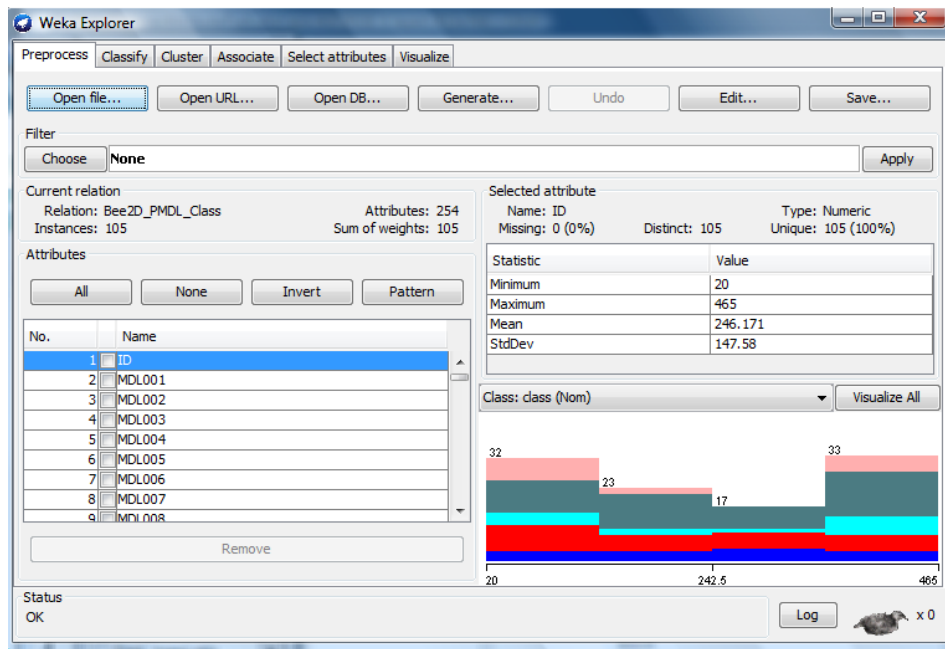 Weka Explorer
Preprocess Classify Cluster Associate Select attributes Visualize
Open file... Open URL... Open DB... Generate... Undo Edit... Save...
Filter
Choose None Apply
Current relation
Relation: Bee2D_PMDL_Class Attributes: 254
Instances: 105 Sum of weights: 105
Attributes
All None Invert Pattern
No. Name
1 ID
2 MDL001
3 MDL002
4 MDL003
5 MDL004
6 MDL005
7 MDL006
8 MDL007
9 MDL008
Remove
Selected attribute
Name: ID Type: Numeric
Missing: 0 (0%) Distinct: 105 Unique: 105 (100%)
Statistic Value
Minimum 20
Maximum 465
Mean 246.171
StdDev 147.58
Class: class (Nom) Visualize All
32 23 17 33
20 242.5 465
Status
OK Log x 0